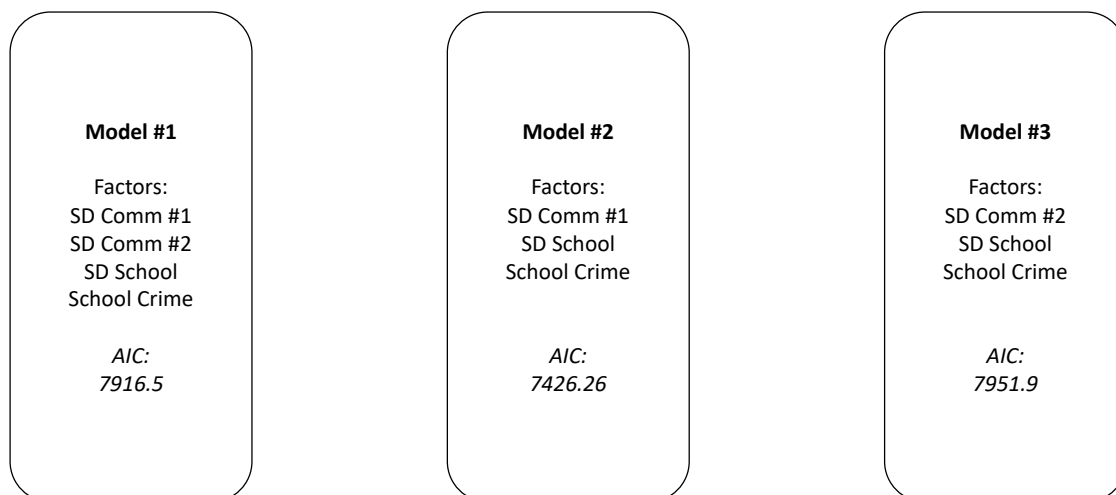 Model #1
Factors:
SD Comm #1
SD Comm #2
SD School
School Crime
AIC:
7916.5
Model #2
Factors:
SD Comm #1
SD School
School Crime
AIC:
7426.26
Model #3
Factors:
SD Comm #2
SD School
School Crime
AIC:
7951.9